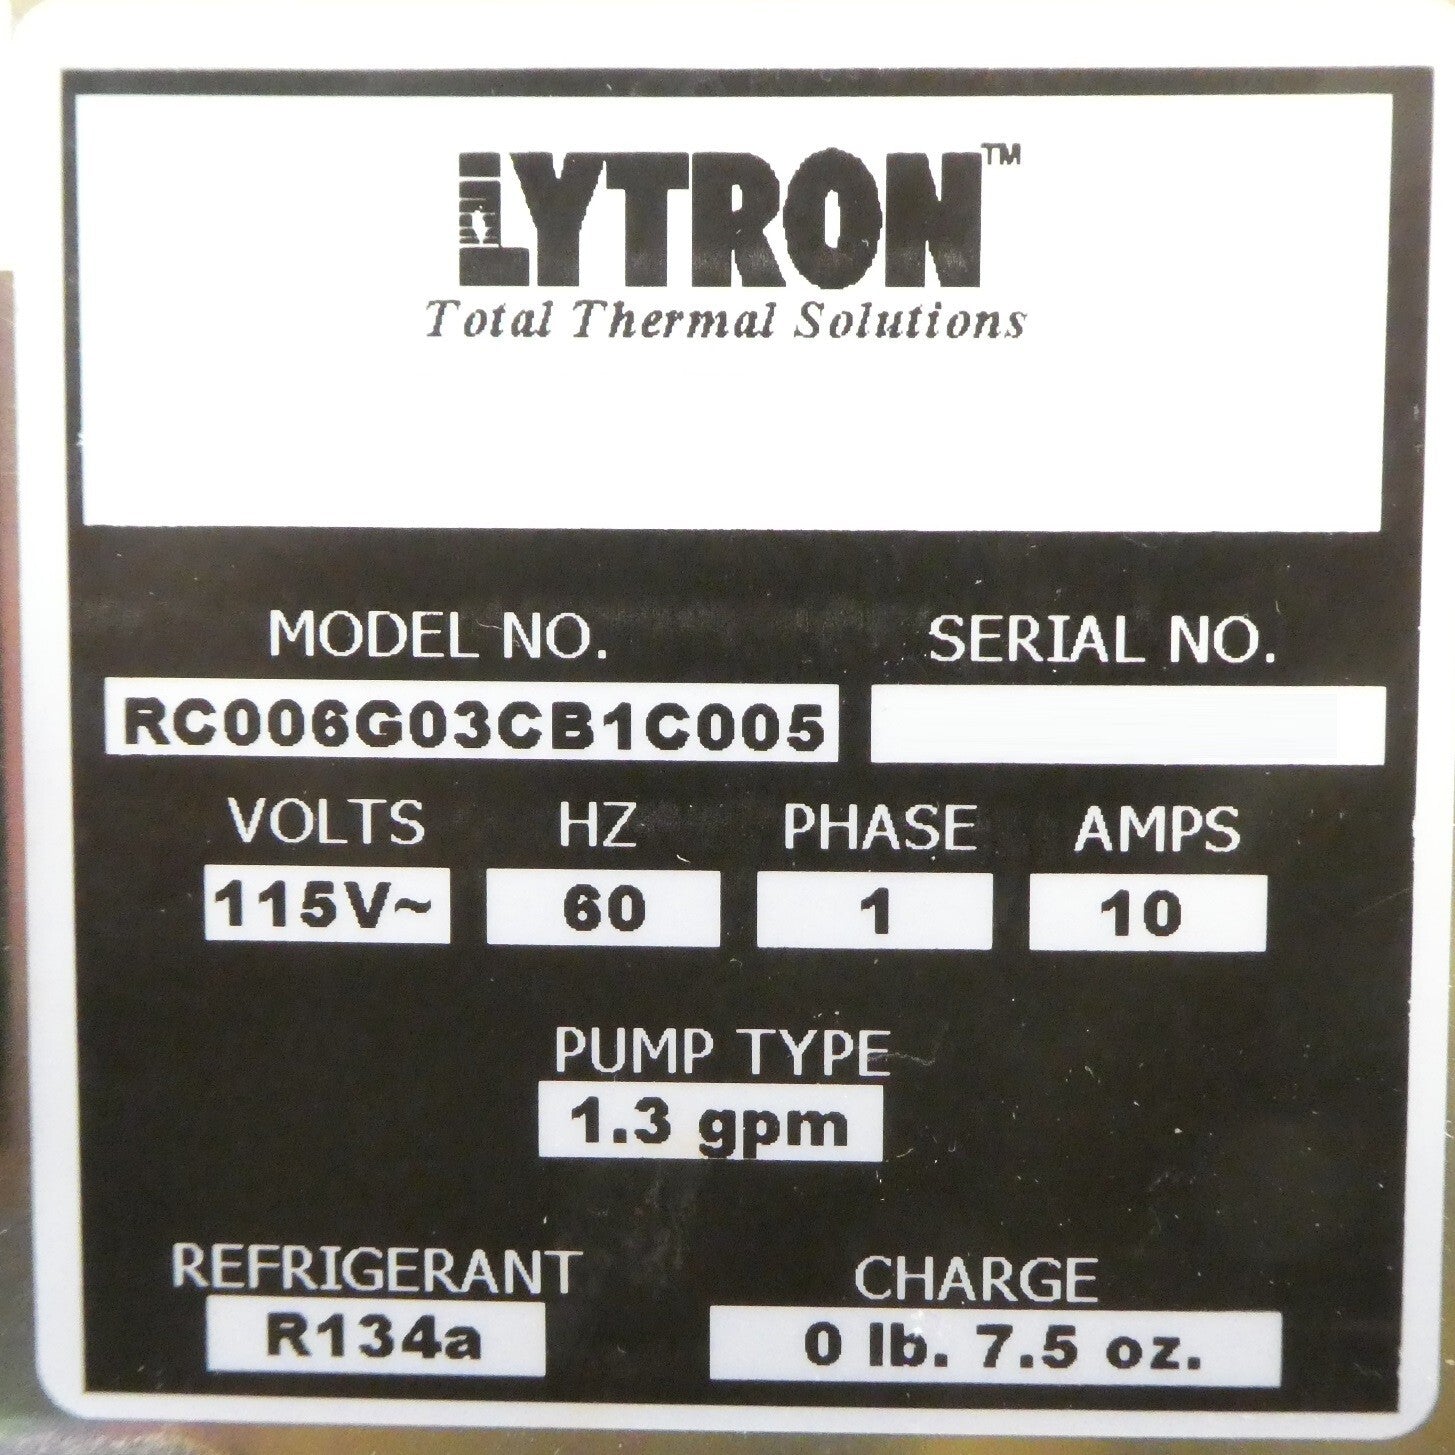 LYTRON™
Total Thermal Solutions
MODEL NO. SERIAL NO.
RC006G03CB1C005
VOLTS HZ PHASE AMPS
115V~ 60 1 10
PUMP TYPE
1.3 gpm
REFRIGERANT CHARGE
R134a 0 lb. 7.5 oz.